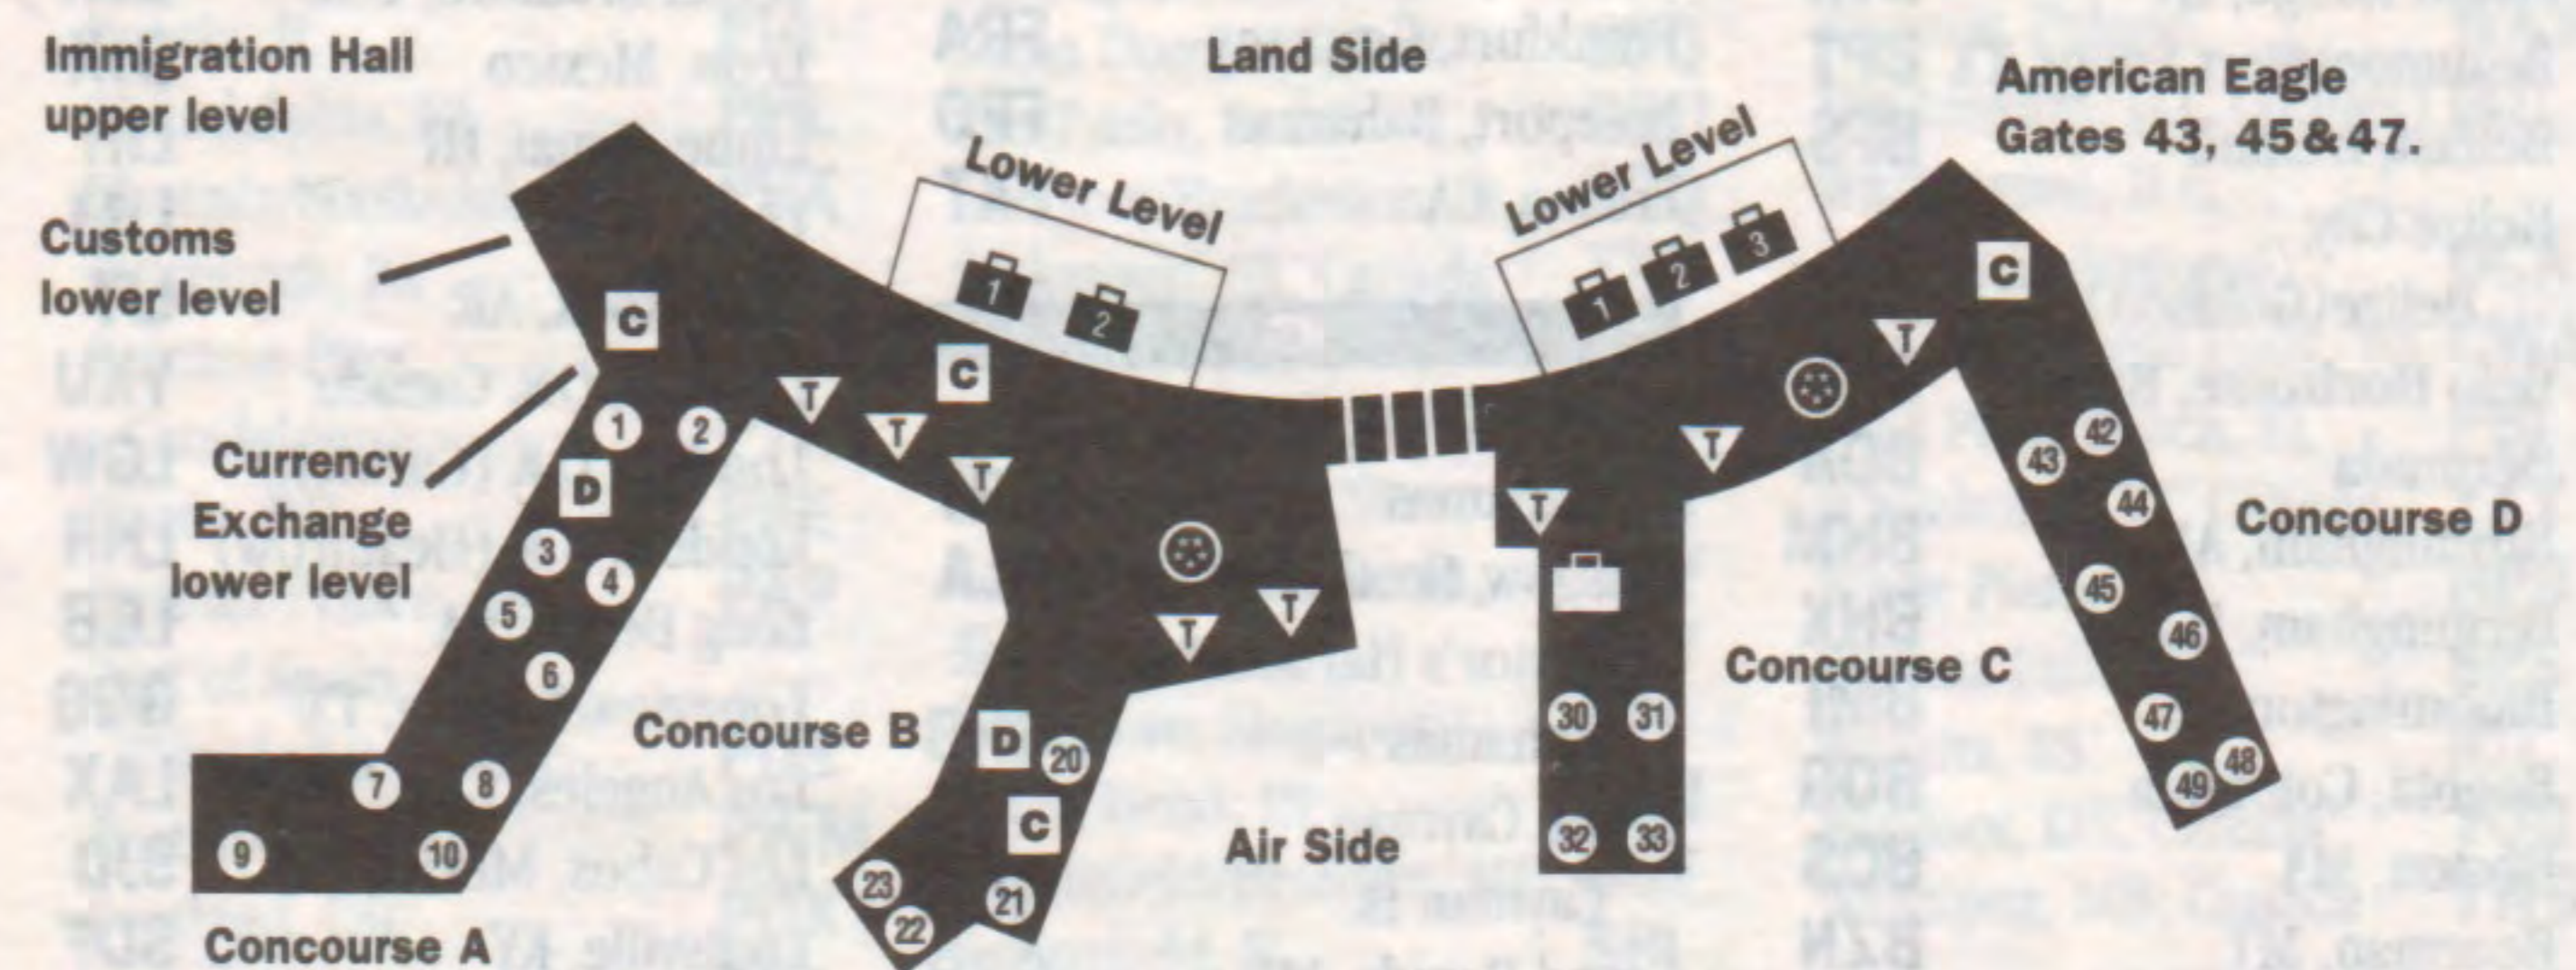 Immigration Hall
upper level
Land Side
American Eagle
Gates 43, 45 & 47.
Customs
lower level
Lower Level
1
2
Lower Level
1
2
3
C
C
C
T
T
T
T
T
T
T
T
Currency
Exchange
lower level
1
2
D
3
4
5
6
7
8
9
10
Concourse A
Concourse B
D
20
C
21
22
23
Air Side
Concourse C
30
31
32
33
42
43
44
45
46
47
48
49
Concourse D